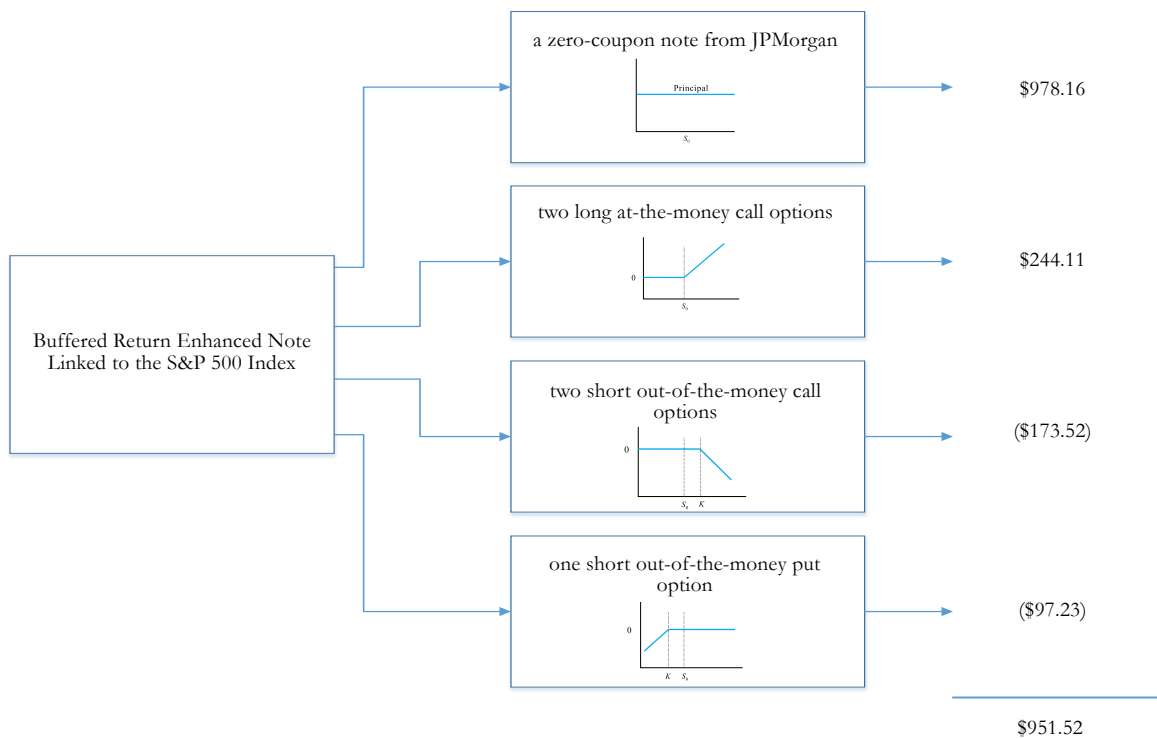 a zero-coupon note from JPMorgan
Principal
S₀
$978.16
two long at-the-money call options
0
S₀
$244.11
Buffered Return Enhanced Note
Linked to the S&P 500 Index
two short out-of-the-money call
options
0
S₀ K
($173.52)
one short out-of-the-money put
option
0
K S₀
($97.23)
$951.52